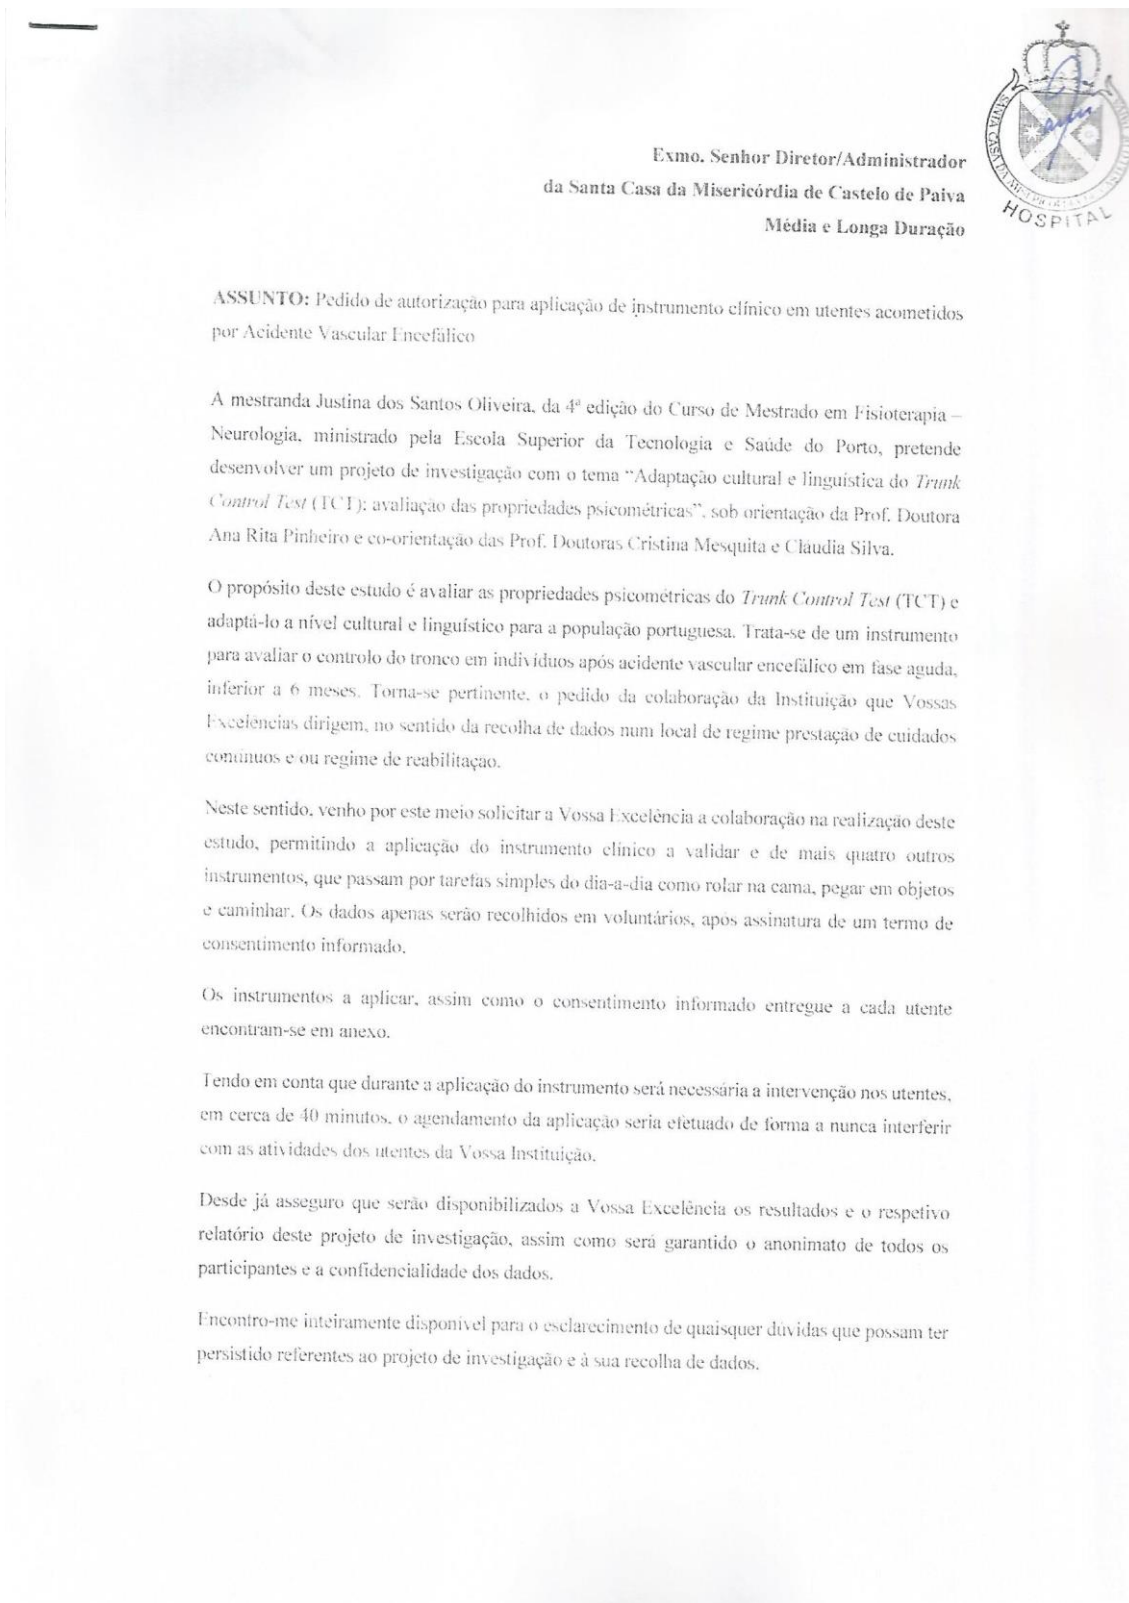 SANTA CASA DA MISERICÓRDIA DE CASTELO DE PAIVA
HOSPITAL
Exmo. Senhor Diretor/Administrador
da Santa Casa da Misericórdia de Castelo de Paiva
Média e Longa Duração
ASSUNTO: Pedido de autorização para aplicação de instrumento clínico em utentes acometidos
por Acidente Vascular Encefálico
A mestranda Justina dos Santos Oliveira, da 4ª edição do Curso de Mestrado em Fisioterapia –
Neurologia, ministrado pela Escola Superior da Tecnologia e Saúde do Porto, pretende
desenvolver um projeto de investigação com o tema “Adaptação cultural e linguística do Trunk
Control Test (TCT): avaliação das propriedades psicométricas”, sob orientação da Prof. Doutora
Ana Rita Pinheiro e co-orientação das Prof. Doutoras Cristina Mesquita e Cláudia Silva.
O propósito deste estudo é avaliar as propriedades psicométricas do Trunk Control Test (TCT) e
adaptá-lo a nível cultural e linguístico para a população portuguesa. Trata-se de um instrumento
para avaliar o controlo do tronco em indivíduos após acidente vascular encefálico em fase aguda,
inferior a 6 meses. Torna-se pertinente, o pedido da colaboração da Instituição que Vossas
Excelências dirigem, no sentido da recolha de dados num local de regime prestação de cuidados
contínuos e ou regime de reabilitação.
Neste sentido, venho por este meio solicitar a Vossa Excelência a colaboração na realização deste
estudo, permitindo a aplicação do instrumento clínico a validar e de mais quatro outros
instrumentos, que passam por tarefas simples do dia-a-dia como rolar na cama, pegar em objetos
e caminhar. Os dados apenas serão recolhidos em voluntários, após assinatura de um termo de
consentimento informado.
Os instrumentos a aplicar, assim como o consentimento informado entregue a cada utente
encontram-se em anexo.
Tendo em conta que durante a aplicação do instrumento será necessária a intervenção nos utentes,
em cerca de 40 minutos, o agendamento da aplicação seria efetuado de forma a nunca interferir
com as atividades dos utentes da Vossa Instituição.
Desde já asseguro que serão disponibilizados a Vossa Excelência os resultados e o respetivo
relatório deste projeto de investigação, assim como será garantido o anonimato de todos os
participantes e a confidencialidade dos dados.
Encontro-me inteiramente disponível para o esclarecimento de quaisquer dúvidas que possam ter
persistido referentes ao projeto de investigação e à sua recolha de dados.